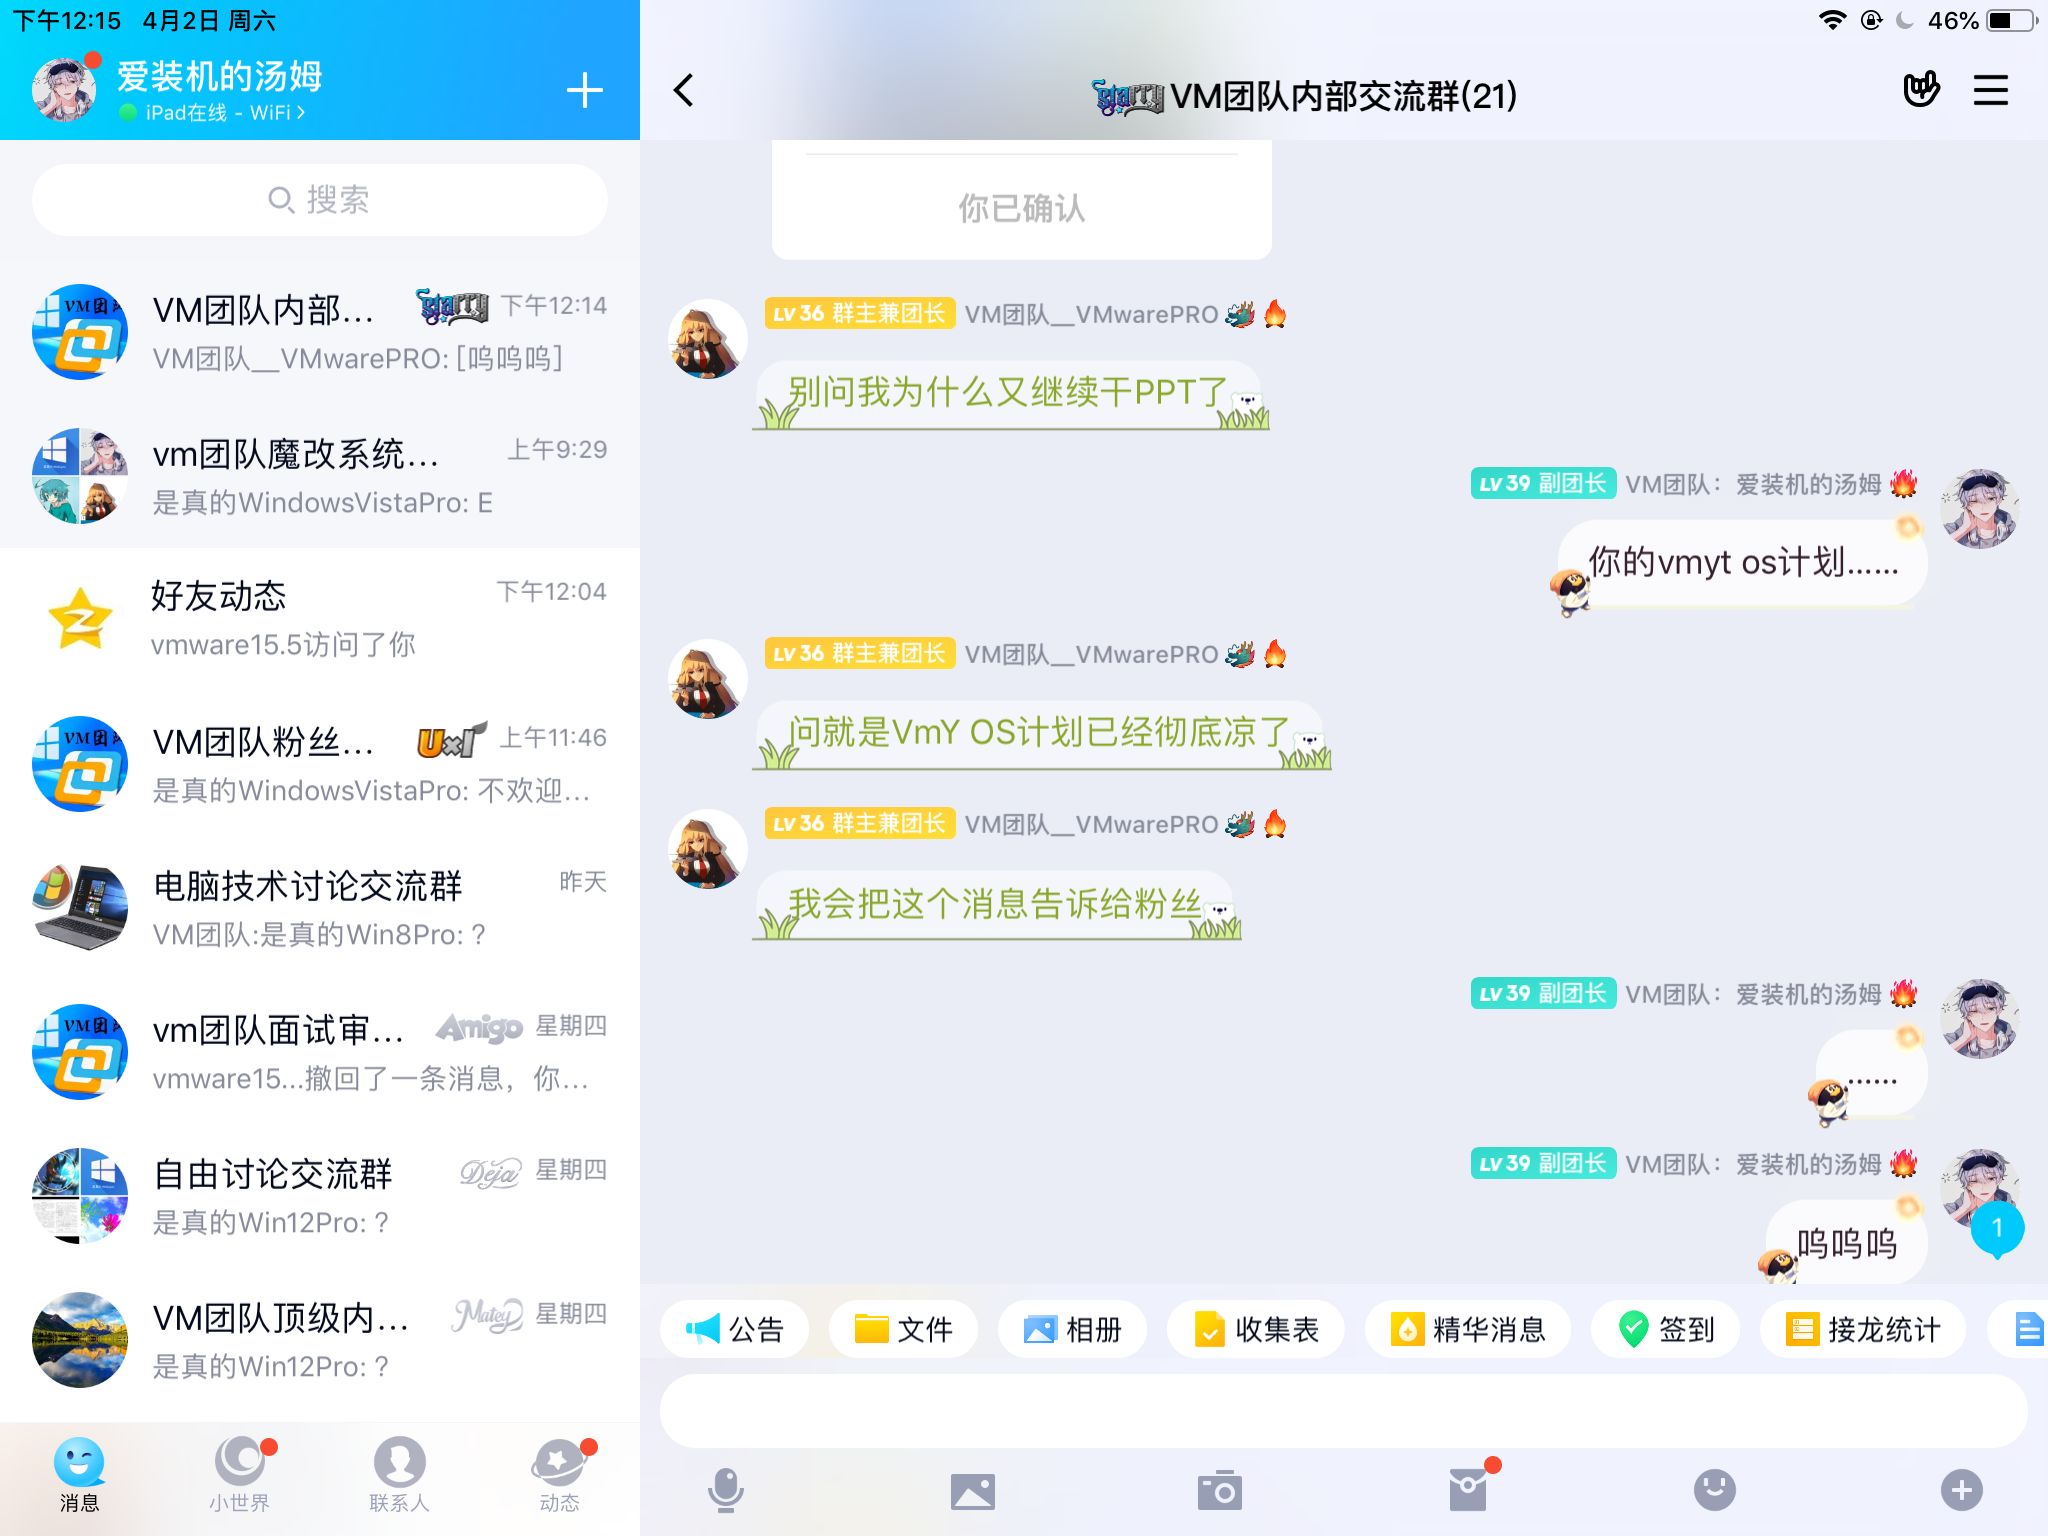 下午12:15 4月2日 周六
46%
爱装机的汤姆
iPad在线 - WiFi
搜索
VM团队内部... Starry 下午12:14
VM团队__VMwarePRO: [呜呜呜]
vm团队魔改系统... 上午9:29
是真的WindowsVistaPro: E
好友动态 下午12:04
vmware15.5访问了你
VM团队粉丝... UxI 上午11:46
是真的WindowsVistaPro: 不欢迎...
电脑技术讨论交流群 昨天
VM团队:是真的Win8Pro: ?
vm团队面试审... Amigo 星期四
vmware15...撤回了一条消息，你...
自由讨论交流群 Deja 星期四
是真的Win12Pro: ?
VM团队顶级内... Matey 星期四
是真的Win12Pro: ?
消息
小世界
联系人
动态
Starry VM团队内部交流群(21)
你已确认
LV 36 群主兼团长 VM团队__VMwarePRO
别问我为什么又继续干PPT了
LV 39 副团长 VM团队：爱装机的汤姆
你的vmyt os计划......
LV 36 群主兼团长 VM团队__VMwarePRO
问就是VmY OS计划已经彻底凉了
LV 36 群主兼团长 VM团队__VMwarePRO
我会把这个消息告诉给粉丝
LV 39 副团长 VM团队：爱装机的汤姆
......
LV 39 副团长 VM团队：爱装机的汤姆
呜呜呜
1
公告 文件 相册 收集表 精华消息 签到 接龙统计